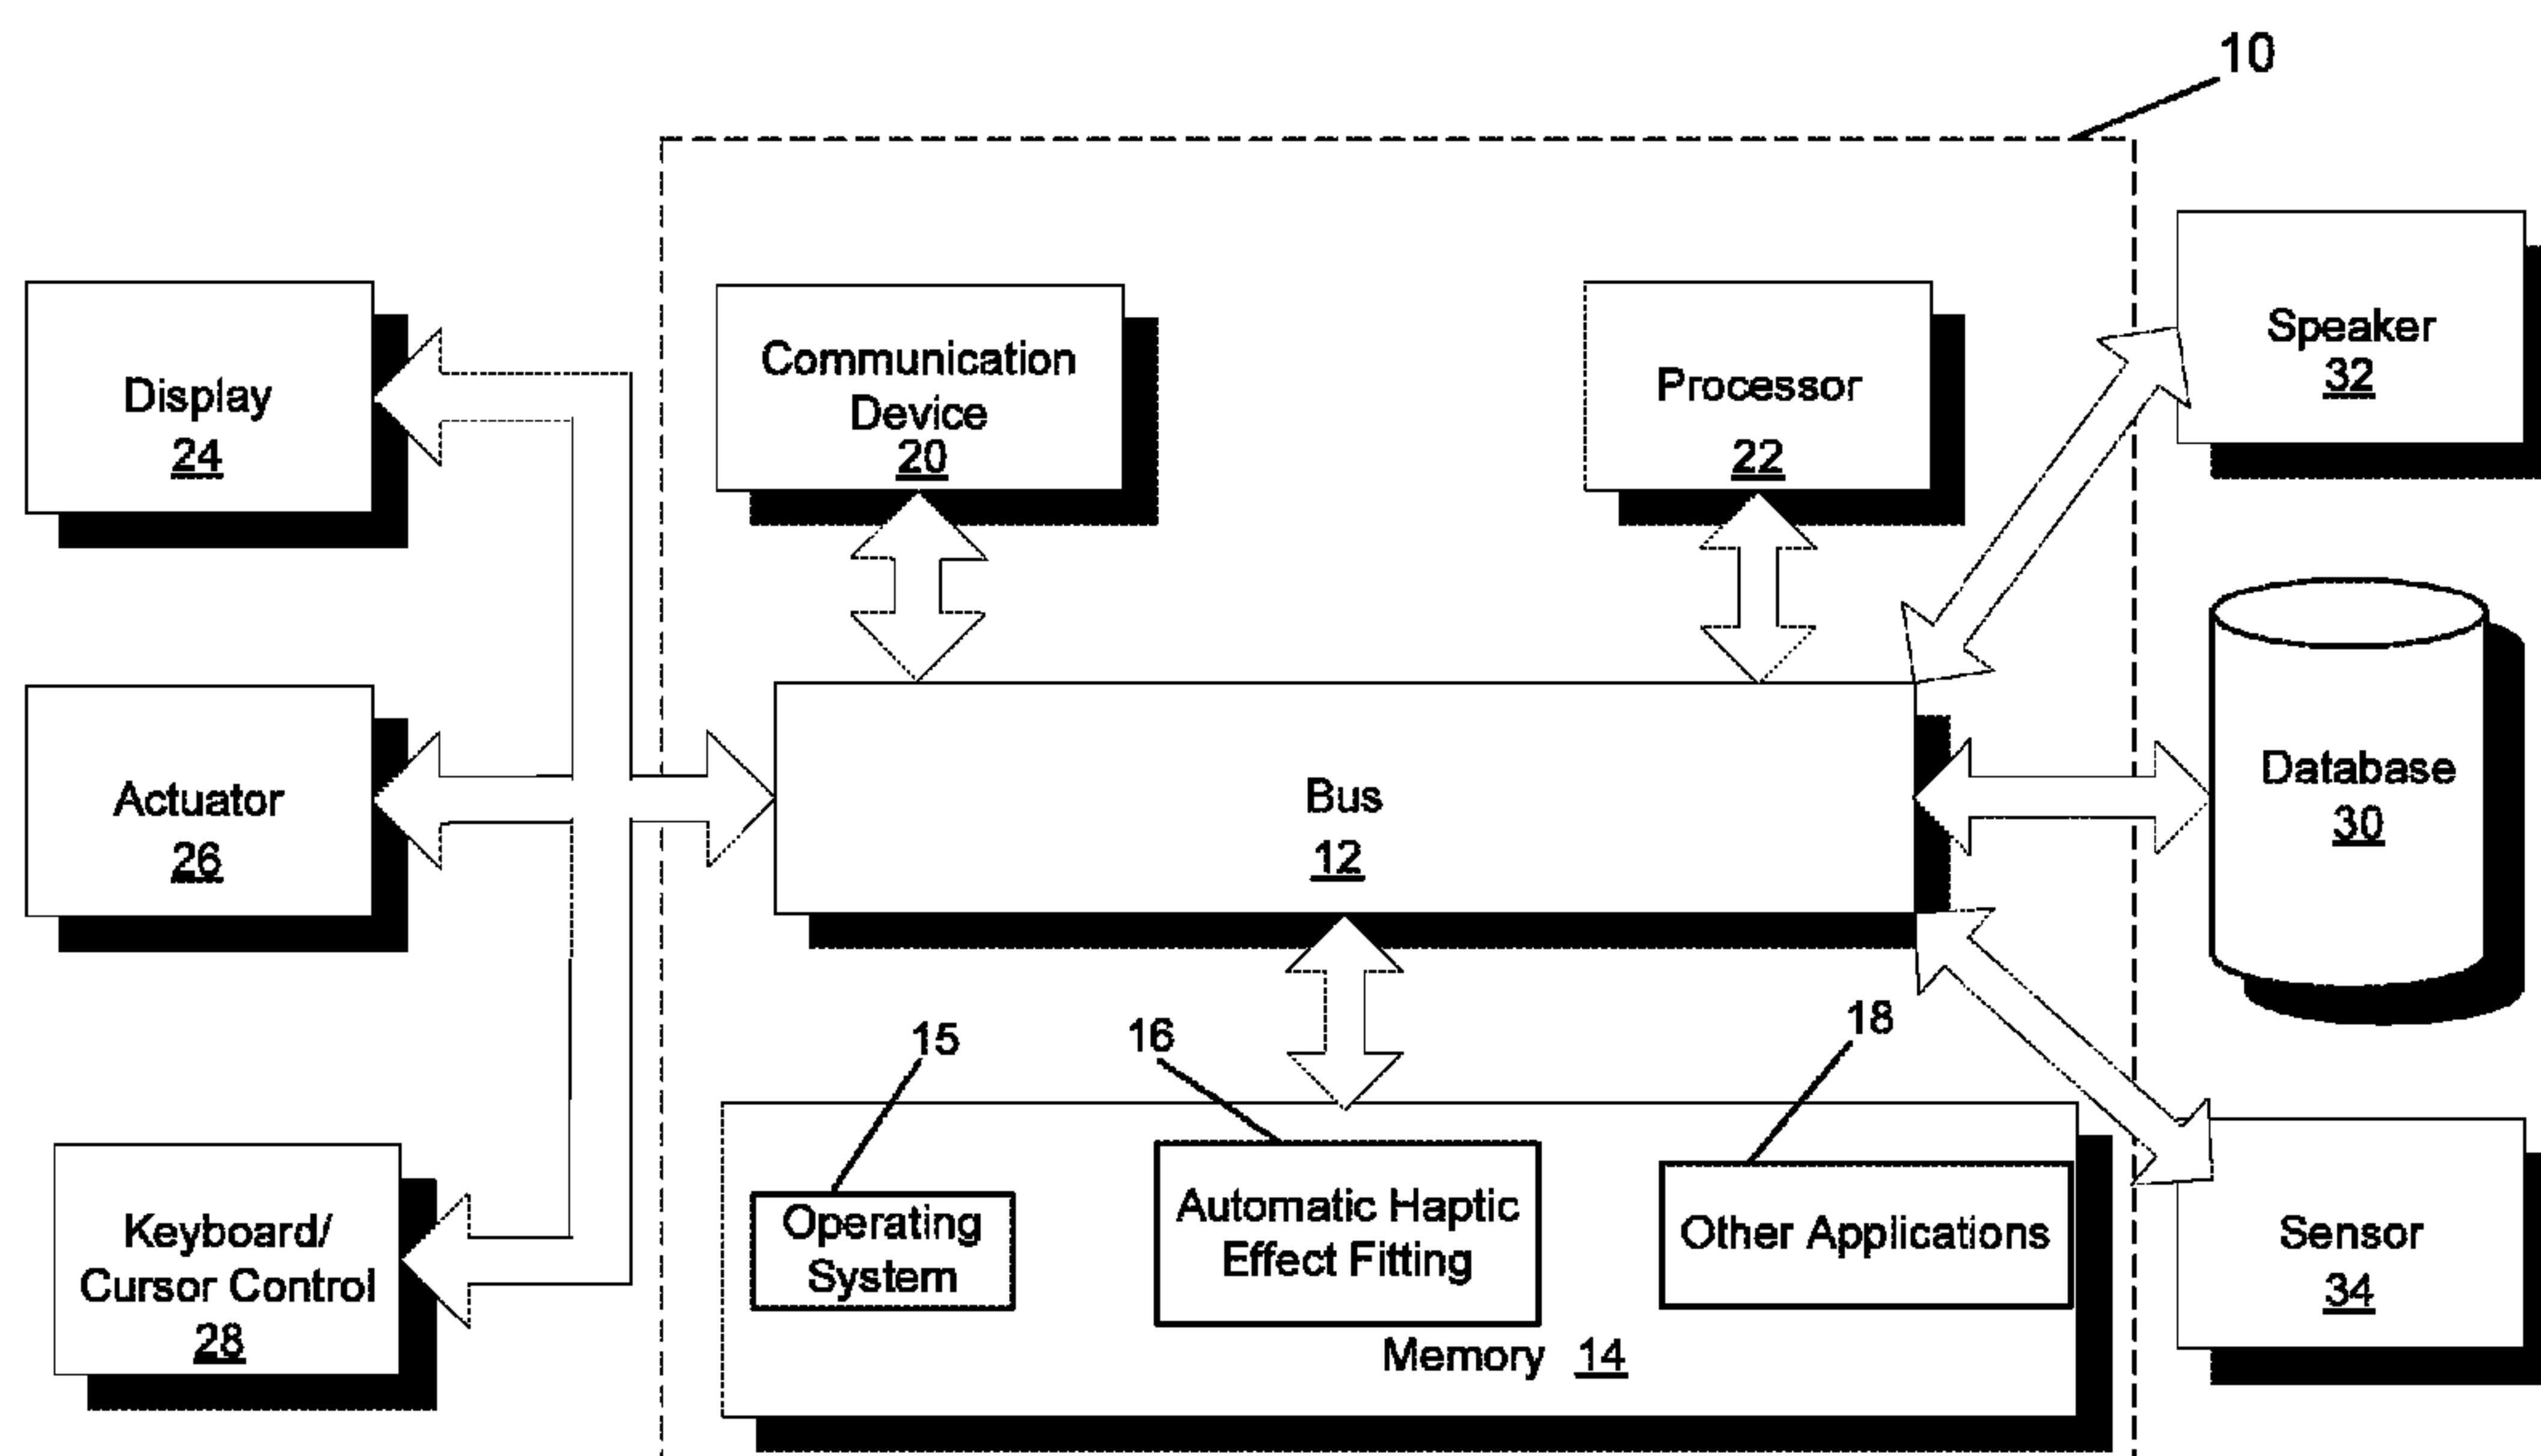 10
Display
24
Communication
Device
20
Processor
22
Speaker
32
Actuator
26
Bus
12
Database
30
15
16
18
Keyboard/
Cursor Control
28
Operating
System
Automatic Haptic
Effect Fitting
Other Applications
Memory 14
Sensor
34